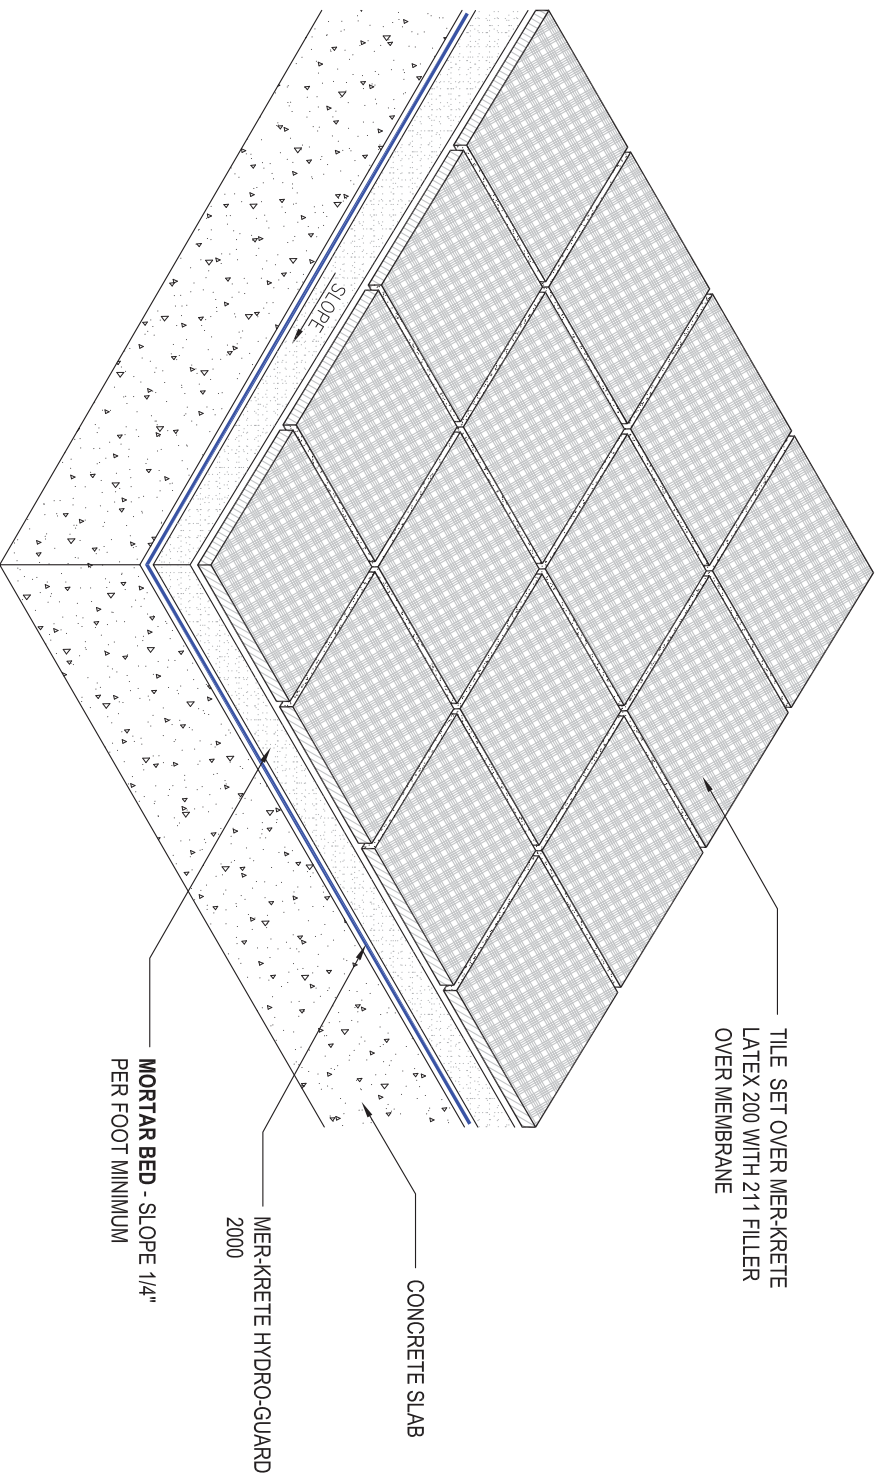 TILE SET OVER MER-KRETE
LATEX 200 WITH 211 FILLER
OVER MEMBRANE
CONCRETE SLAB
MER-KRETE HYDRO-GUARD
2000
MORTAR BED - SLOPE 1/4"
PER FOOT MINIMUM
SLOPE